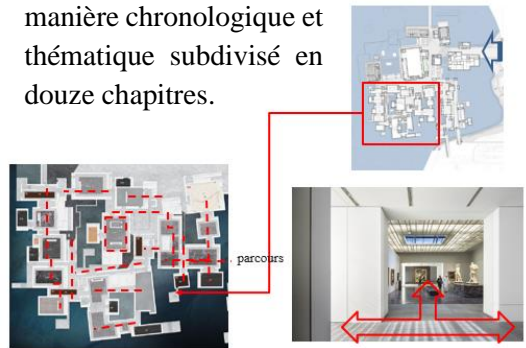 manière chronologique et
thématique subdivisé en
douze chapitres.
parcours